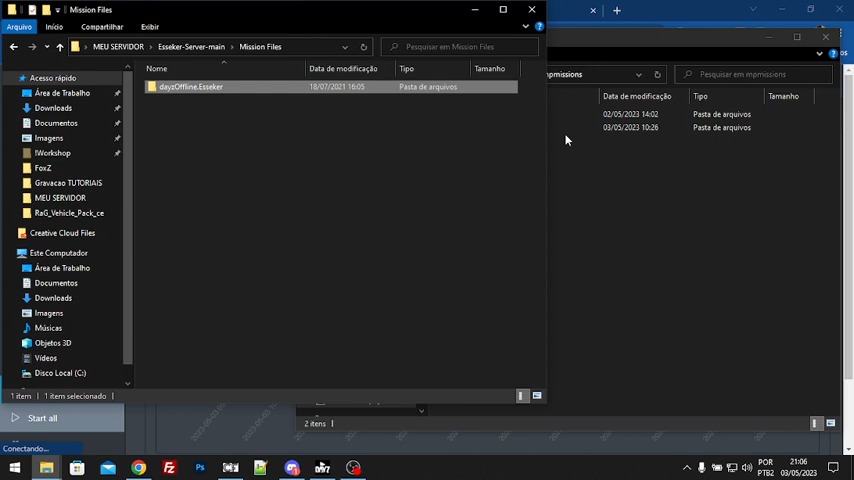 Mission Files
Arquivo Início Compartilhar Exibir
MEU SERVIDOR > Esseker-Server-main > Mission Files
Pesquisar em Mission Files
mpmissions
Pesquisar em mpmissions
Nome Data de modificação Tipo Tamanho
dayzOffline.Esseker 18/07/2021 16:05 Pasta de arquivos
Data de modificação Tipo Tamanho
02/05/2023 14:02 Pasta de arquivos
03/05/2023 10:26 Pasta de arquivos
Acesso rápido
Área de Trabalho
Downloads
Documentos
Imagens
!Workshop
FoxZ
Gravacao TUTORIAIS
MEU SERVIDOR
RaG_Vehicle_Pack_ce
Creative Cloud Files
Este Computador
Área de Trabalho
Documentos
Downloads
Imagens
Músicas
Objetos 3D
Vídeos
Disco Local (C:)
1 item 1 item selecionado
2 itens
Start all
Conectando...
POR
PTB2
21:06
03/05/2023